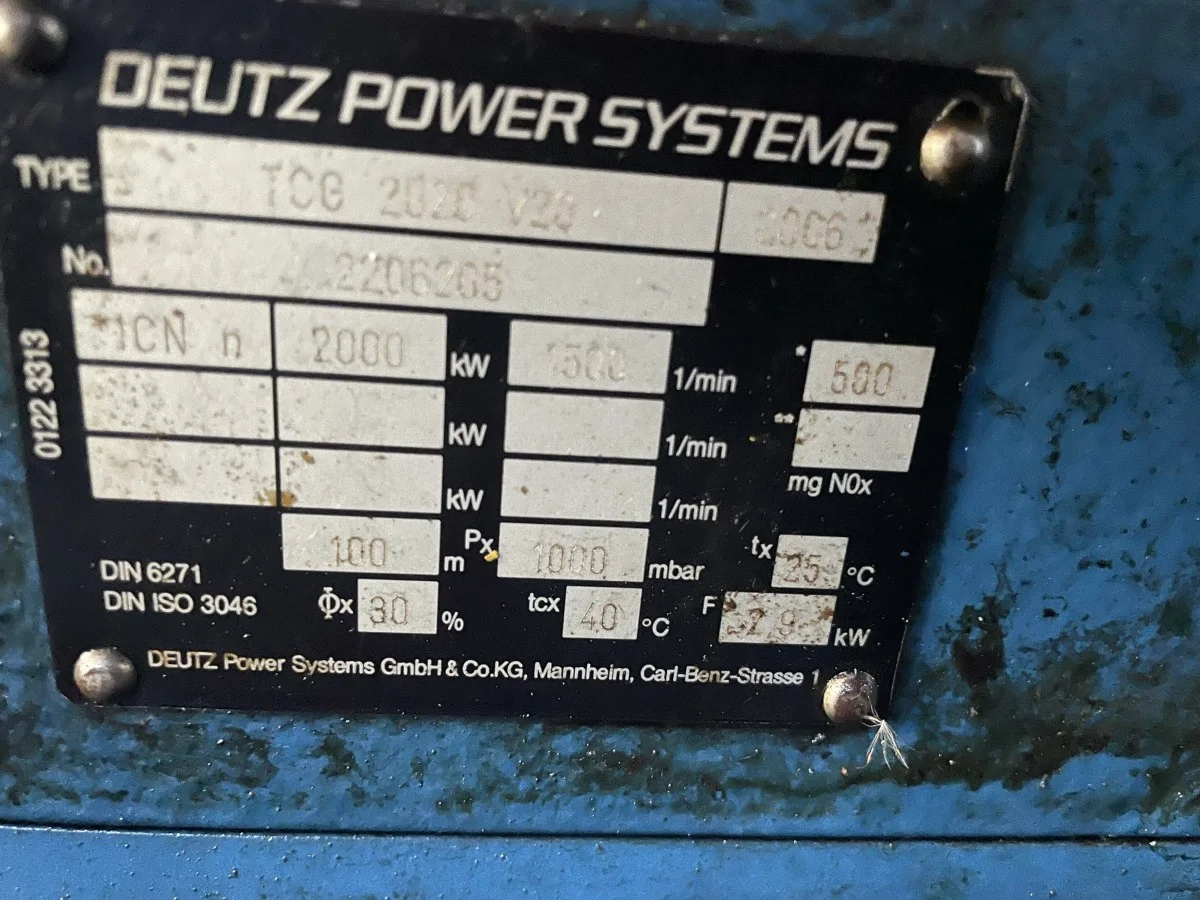 DEUTZ POWER SYSTEMS
TYPE TCG 2020 V20 2006
No. 2206265
*ICN n 2000 kW 1500 1/min * 500
kW 1/min **
kW 1/min mg N0x
100 m Px 1000 mbar tx 25 °C
DIN 6271
DIN ISO 3046 Φx 30 % tcx 40 °C F kW
DEUTZ Power Systems GmbH & Co.KG, Mannheim, Carl-Benz-Strasse 1
0122 3313